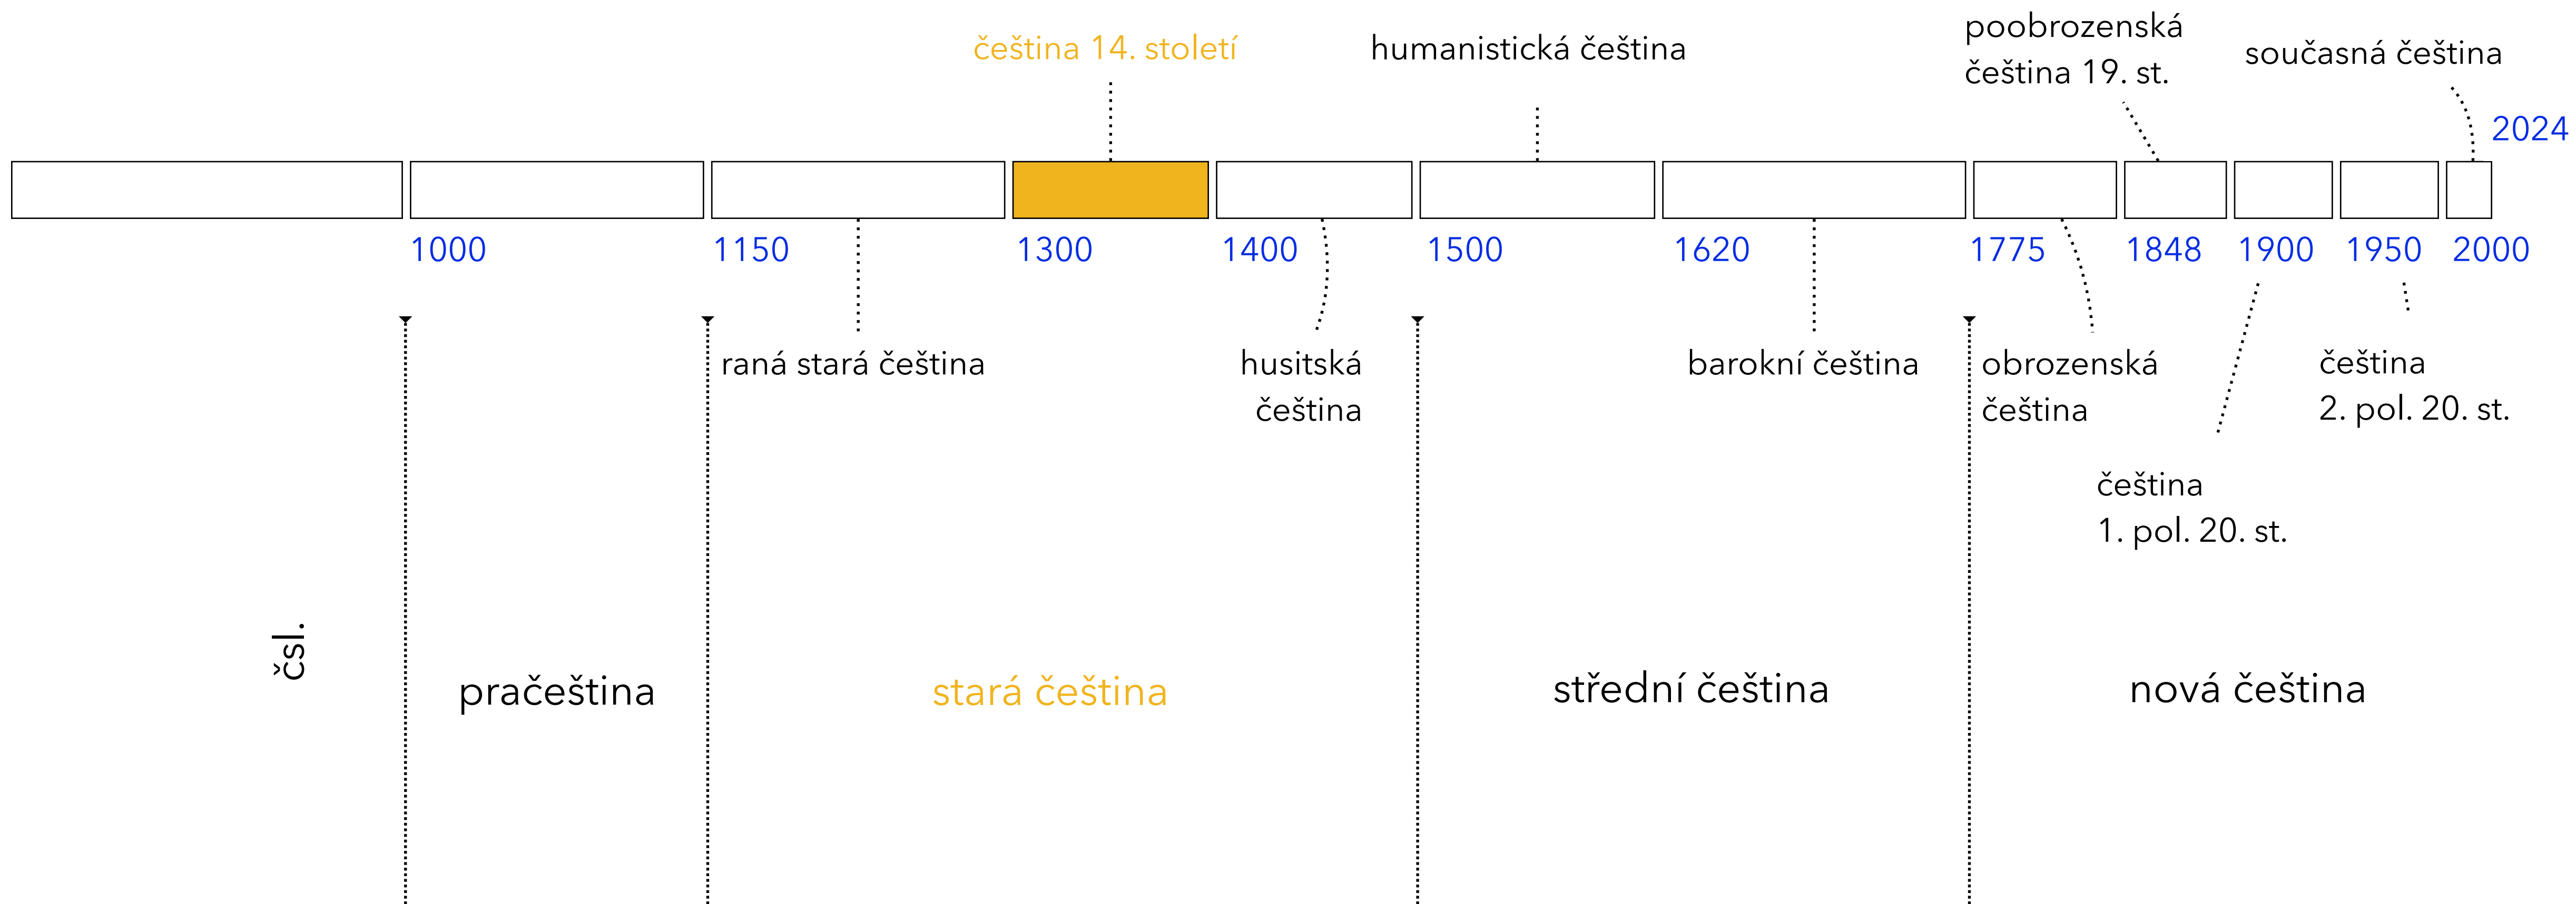 čeština 14. století
humanistická čeština
poobrozenská
čeština 19. st.
současná čeština
2024
1000
1150
1300
1400
1500
1620
1775
1848
1900
1950
2000
raná stará čeština
husitská
čeština
barokní čeština
obrozenská
čeština
čeština
2. pol. 20. st.
čeština
1. pol. 20. st.
čsl.
pračeština
stará čeština
střední čeština
nová čeština